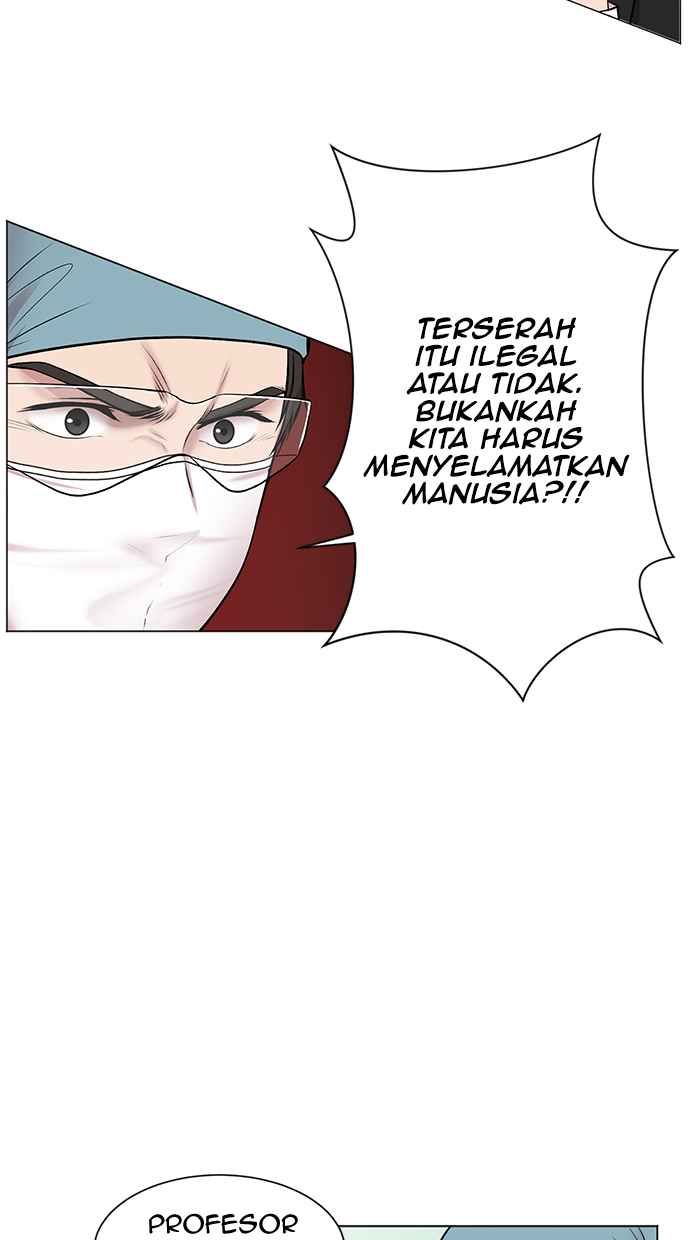 TERSERAH
ITU ILEGAL
ATAU TIDAK.
BUKANKAH
KITA HARUS
MENYELAMATKAN
MANUSIA?!!
PROFESOR